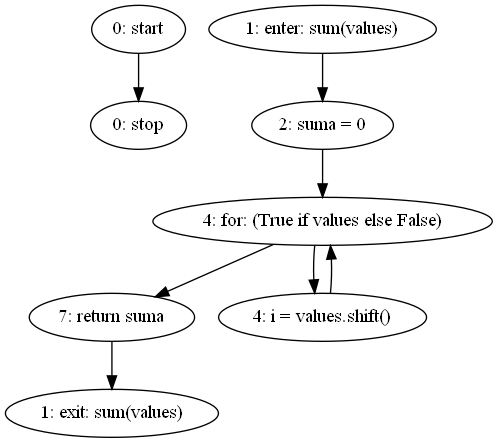 0: start
1: enter: sum(values)
0: stop
2: suma = 0
4: for: (True if values else False)
7: return suma
4: i = values.shift()
1: exit: sum(values)